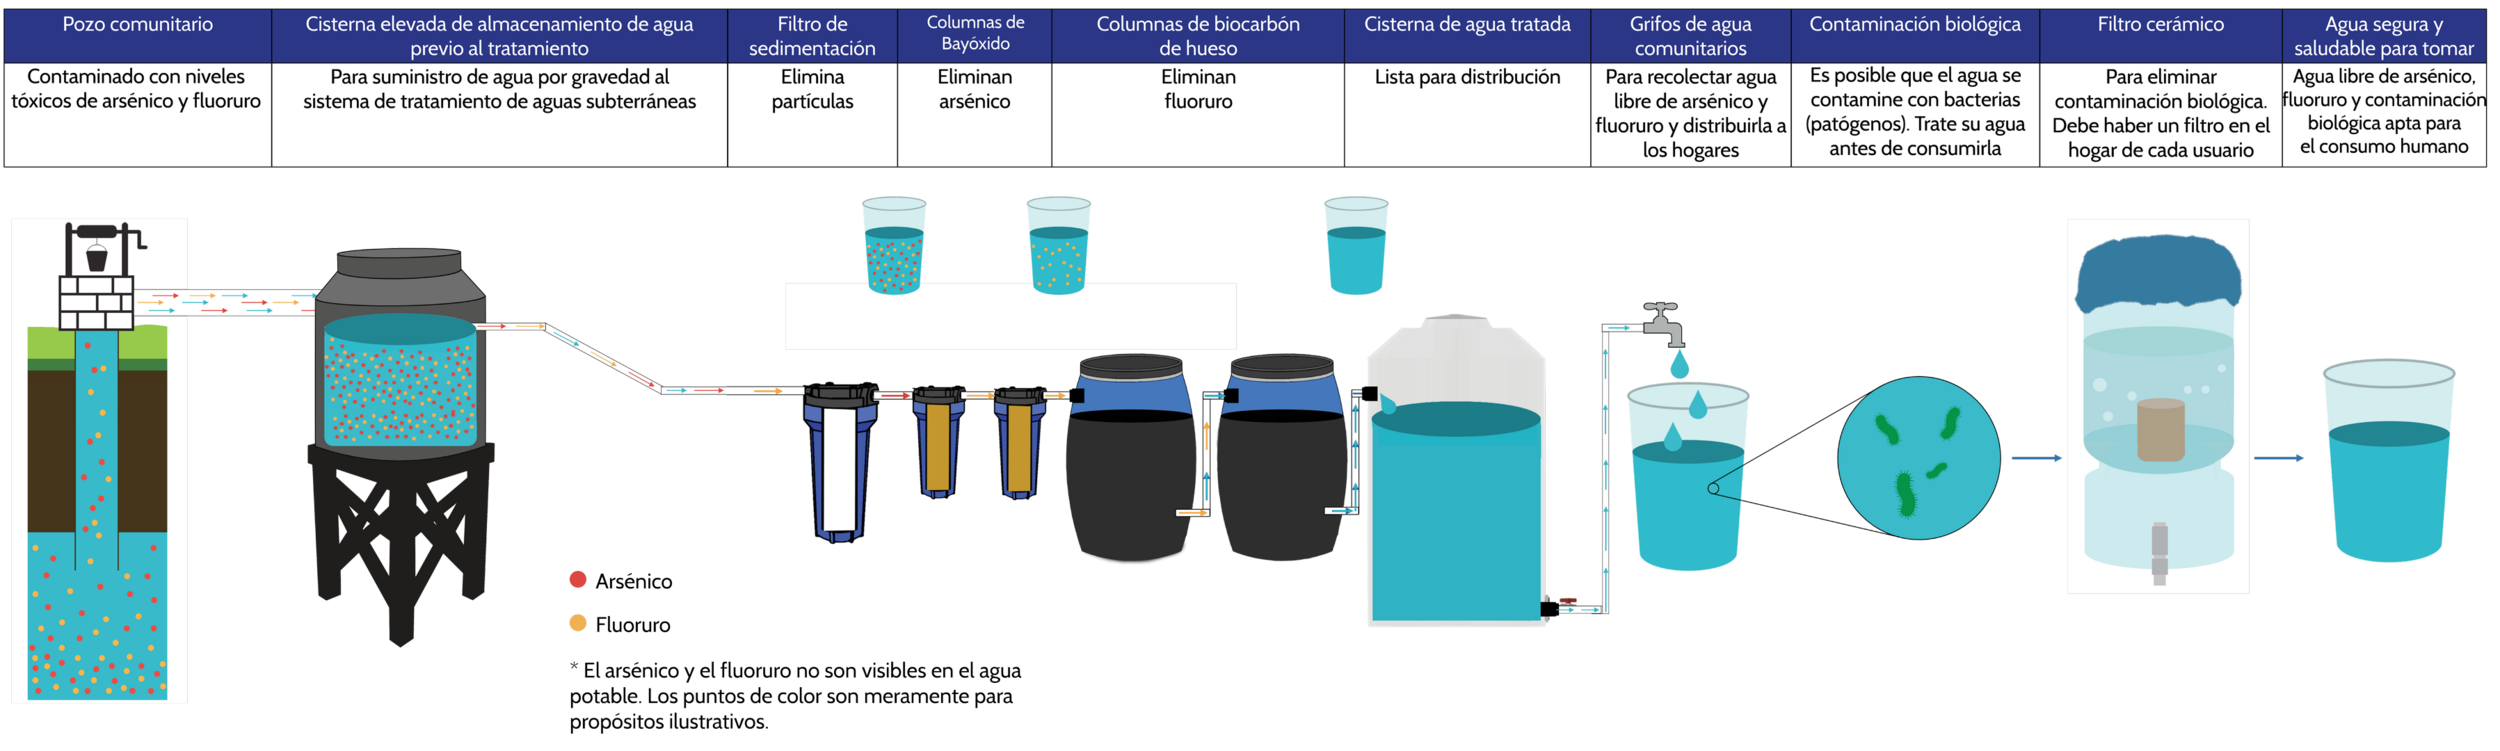 Pozo comunitario
Contaminado con niveles
tóxicos de arsénico y fluoruro
Cisterna elevada de almacenamiento de agua
previo al tratamiento
Para suministro de agua por gravedad al
sistema de tratamiento de aguas subterráneas
Filtro de
sedimentación
Elimina
partículas
Columnas de
Bayóxido
Eliminan
arsénico
Columnas de biocarbón
de hueso
Eliminan
fluoruro
Cisterna de agua tratada
Lista para distribución
Grifos de agua
comunitarios
Para recolectar agua
libre de arsénico y
fluoruro y distribuirla a
los hogares
Contaminación biológica
Es posible que el agua se
contamine con bacterias
(patógenos). Trate su agua
antes de consumirla
Filtro cerámico
Para eliminar
contaminación biológica.
Debe haber un filtro en el
hogar de cada usuario
Agua segura y
saludable para tomar
Agua libre de arsénico,
fluoruro y contaminación
biológica apta para
el consumo humano
Arsénico
Fluoruro
* El arsénico y el fluoruro no son visibles en el agua
potable. Los puntos de color son meramente para
propósitos ilustrativos.